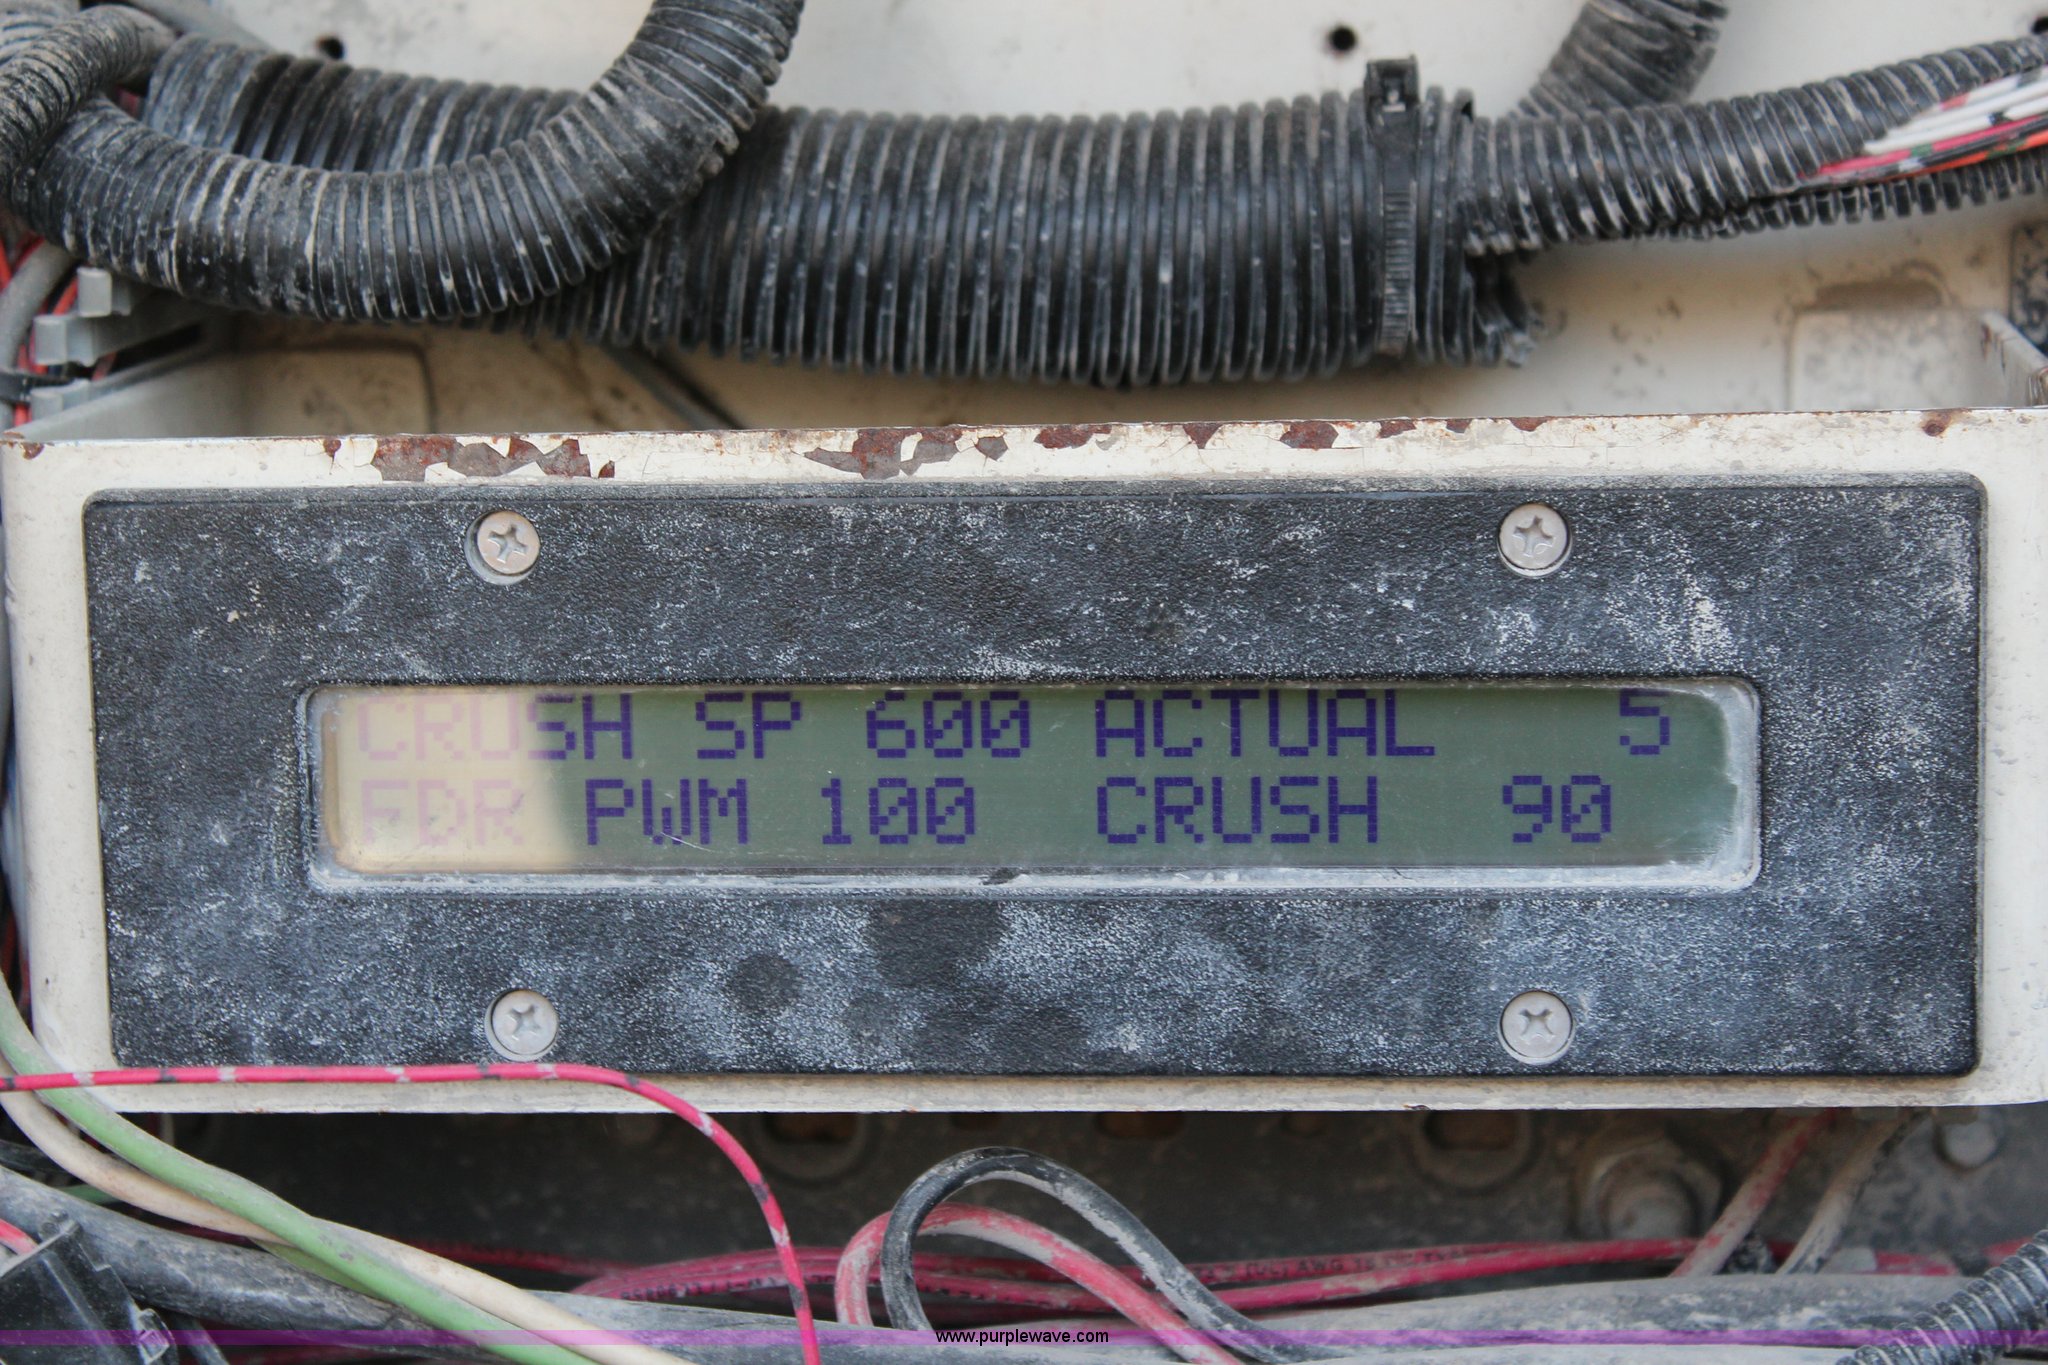 CRUSH SP 600 ACTUAL 5
FDR PWM 100 CRUSH 90
www.purplewave.com